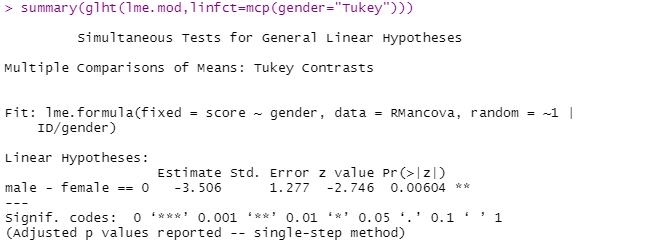 > summary(glht(lme.mod,linfct=mcp(gender="Tukey")))
Simultaneous Tests for General Linear Hypotheses
Multiple Comparisons of Means: Tukey Contrasts
Fit: lme.formula(fixed = score ~ gender, data = RMancova, random = ~1 |
ID/gender)
Linear Hypotheses:
Estimate Std. Error z value Pr(>|z|)
male - female == 0 -3.506 1.277 -2.746 0.00604 **
---
Signif. codes: 0 ‘***’ 0.001 ‘**’ 0.01 ‘*’ 0.05 ‘.’ 0.1 ‘ ’ 1
(Adjusted p values reported -- single-step method)